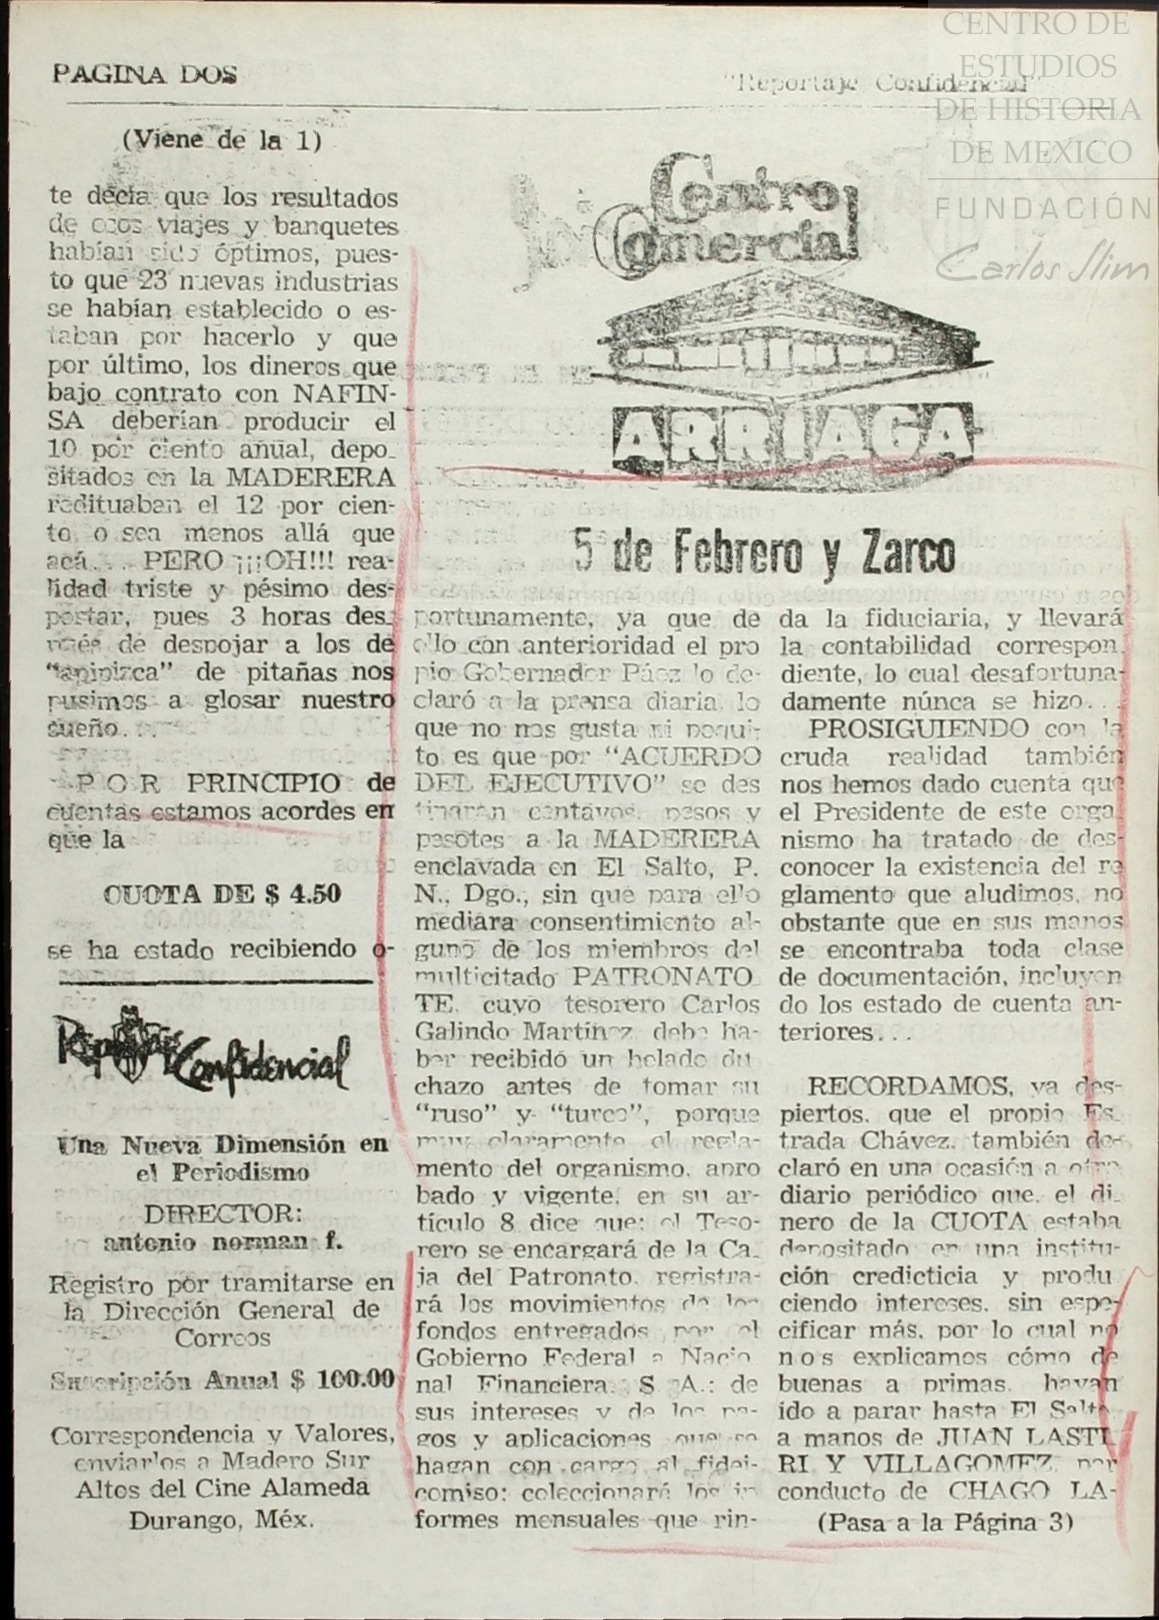 PAGINA DOS
"Reportaje Confidencial"
CENTRO DE
ESTUDIOS
DE HISTORIA
DE MEXICO
FUNDACIÓN
Carlos Slim
(Viene de la 1)
te decía que los resultados
de esos viajes y banquetes
habían sido óptimos, pues-
to que 23 nuevas industrias
se habían establecido o es-
taban por hacerlo y que
por último, los dineros que
bajo contrato con NAFIN-
SA deberían producir el
10 por ciento anual, depo_
sitados en la MADERERA
redituaban el 12 por cien-
to o sea menos allá que
acá... PERO ¡¡¡OH!!! rea-
lidad triste y pésimo des-
pertar, pues 3 horas des_
pués de despojar a los de
de pitañas nos
pusimos a glosar nuestro
sueño...
POR PRINCIPIO de
cuentas estamos acordes en
que la
CUOTA DE $ 4.50
se ha estado recibiendo o-
Reportaje Confidencial
Una Nueva Dimensión en
el Periodismo
DIRECTOR:
antonio norman f.
Registro por tramitarse en
la Dirección General de
Correos
Suscripción Anual $ 100.00
Correspondencia y Valores,
enviarlos a Madero Sur
Altos del Cine Alameda
Durango, Méx.
Centro
Comercial
ARRIAGA
5 de Febrero y Zarco
portunamente, ya que de
ello con anterioridad el pro
pio Gobernador Páez lo de-
claró a la prensa diaria, lo
que no nos gusta ni poqui-
to es que por "ACUERDO
DEL EJECUTIVO" se des
tinaran centavos, pesos y
pesotes a la MADERERA
enclavada en El Salto, P.
N., Dgo., sin que para ello
mediara consentimiento al-
guno de los miembros del
multicitado PATRONATO
TE, cuyo tesorero Carlos
Galindo Martínez debe ha-
ber recibido un helado du
chazo antes de tomar su
"ruso" y "turco", porque
muy claramente el regla-
mento del organismo, apro
bado y vigente, en su ar-
tículo 8 dice que: el Teso-
rero se encargará de la Ca_
ja del Patronato, registra-
rá los movimientos de los
fondos entregados por el
Gobierno Federal a Nacio
nal Financiera, S. A.; de
sus intereses y de los pa-
gos y aplicaciones que se
hagan con cargo al fidei-
comiso; coleccionará los in
formes mensuales que rin-
da la fiduciaria, y llevará
la contabilidad correspon_
diente, lo cual desafortuna-
damente núnca se hizo...
PROSIGUIENDO con la
cruda realidad también
nos hemos dado cuenta que
el Presidente de este orga_
nismo ha tratado de des-
conocer la existencia del re
glamento que aludimos, no
obstante que en sus manos
se encontraba toda clase
de documentación, incluyen
do los estado de cuenta an-
teriores...
RECORDAMOS, ya des-
piertos, que el propio Es_
trada Chávez, también de-
claró en una ocasión a otro
diario periódico que, el di_
nero de la CUOTA estaba
depositado en una institu-
ción credicticia y produ
ciendo intereses, sin espe-
cificar más, por lo cual no
nos explicamos cómo de
buenas a primas, hayan
ído a parar hasta El Salto
a manos de JUAN LASTI_
RI Y VILLAGOMEZ, por
conducto de CHAGO LA-
(Pasa a la Página 3)